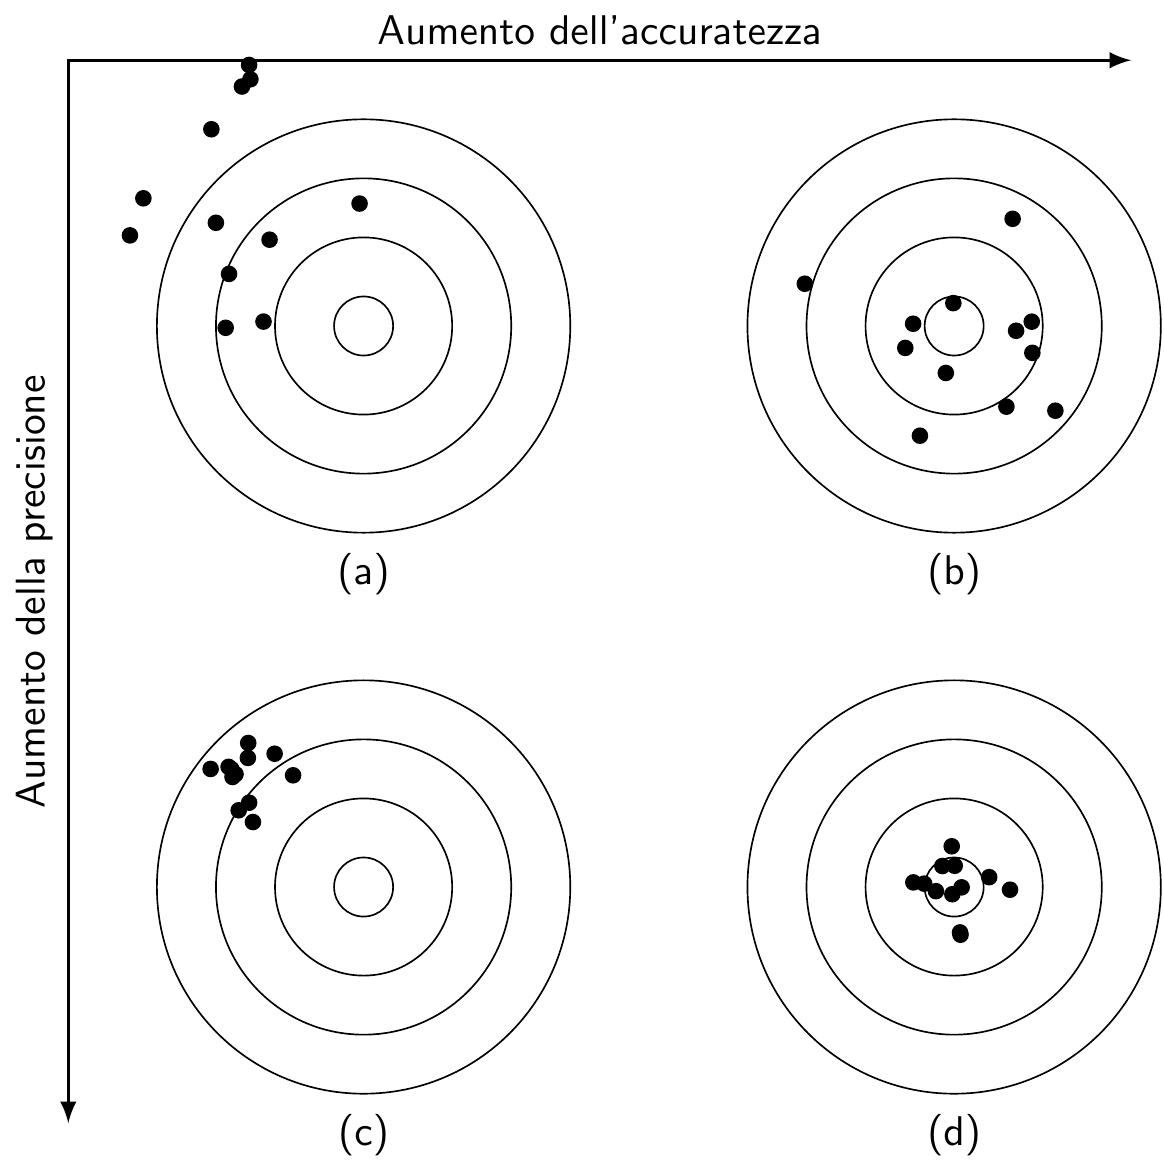 Aumento dell'accuratezza
Aumento della precisione
(a)
(b)
(c)
(d)